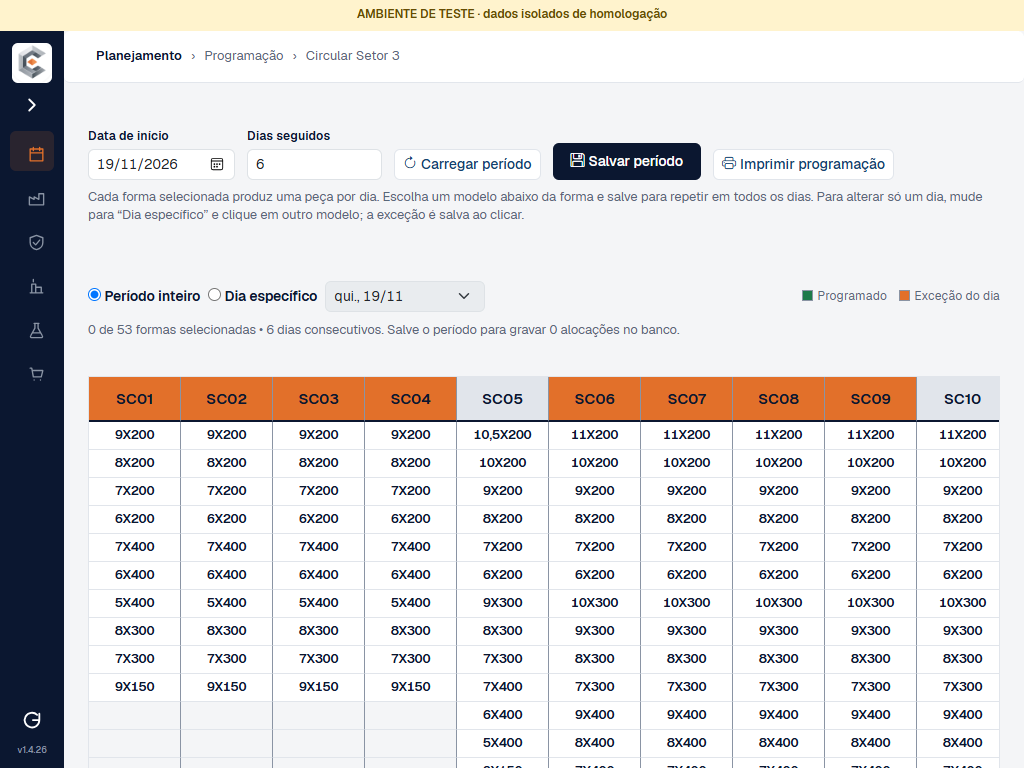 AMBIENTE DE TESTE · dados isolados de homologação
Planejamento › Programação › Circular Setor 3
Data de início Dias seguidos
19/11/2026 6 Carregar período Salvar período Imprimir programação
Cada forma selecionada produz uma peça por dia. Escolha um modelo abaixo da forma e salve para repetir em todos os dias. Para alterar só um dia, mude
para “Dia específico” e clique em outro modelo; a exceção é salva ao clicar.
Período inteiro Dia específico qui., 19/11 Programado Exceção do dia
0 de 53 formas selecionadas • 6 dias consecutivos. Salve o período para gravar 0 alocações no banco.
SC01 SC02 SC03 SC04 SC05 SC06 SC07 SC08 SC09 SC10
9X200 9X200 9X200 9X200 10,5X200 11X200 11X200 11X200 11X200 11X200
8X200 8X200 8X200 8X200 10X200 10X200 10X200 10X200 10X200 10X200
7X200 7X200 7X200 7X200 9X200 9X200 9X200 9X200 9X200 9X200
6X200 6X200 6X200 6X200 8X200 8X200 8X200 8X200 8X200 8X200
7X400 7X400 7X400 7X400 7X200 7X200 7X200 7X200 7X200 7X200
6X400 6X400 6X400 6X400 6X200 6X200 6X200 6X200 6X200 6X200
5X400 5X400 5X400 5X400 9X300 10X300 10X300 10X300 10X300 10X300
8X300 8X300 8X300 8X300 8X300 9X300 9X300 9X300 9X300 9X300
7X300 7X300 7X300 7X300 7X300 8X300 8X300 8X300 8X300 8X300
9X150 9X150 9X150 9X150 7X400 7X300 7X300 7X300 7X300 7X300
6X400 9X400 9X400 9X400 9X400 9X400
5X400 8X400 8X400 8X400 8X400 8X400
v1.4.26